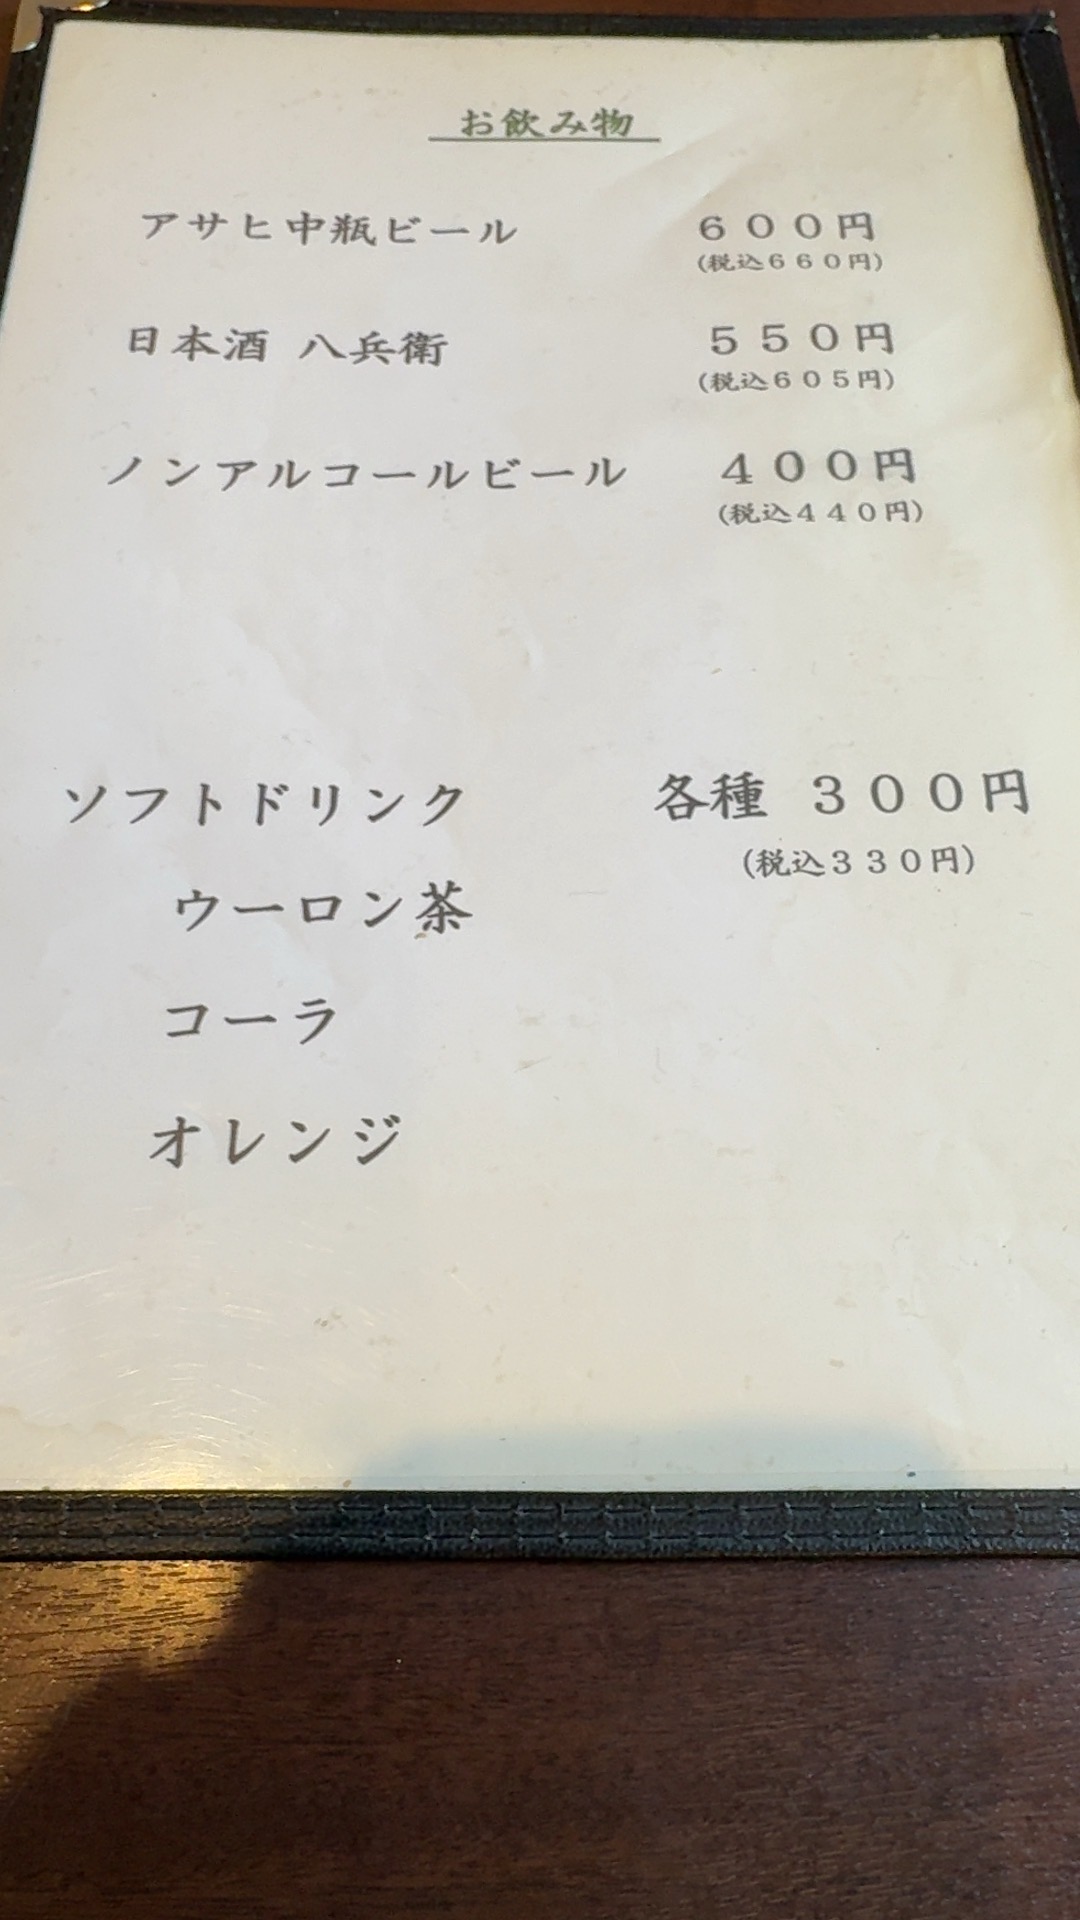 お飲み物
アサヒ中瓶ビール ６００円
(税込６６０円)
日本酒 八兵衛 ５５０円
(税込６０５円)
ノンアルコールビール ４００円
(税込４４０円)
ソフトドリンク 各種 ３００円
(税込３３０円)
ウーロン茶
コーラ
オレンジ